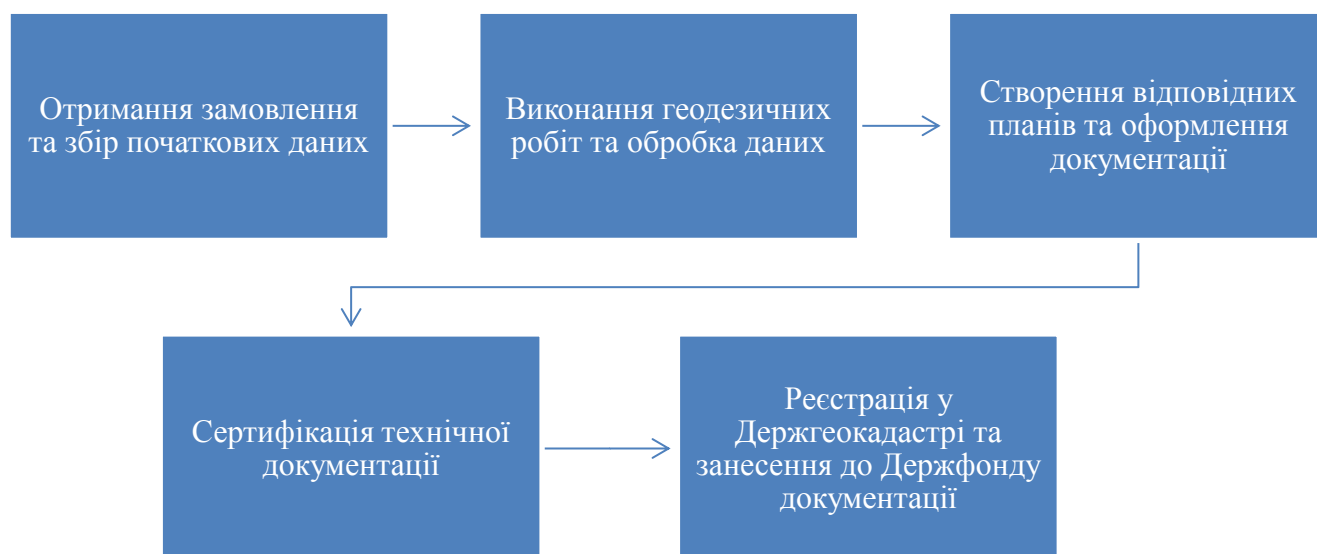 Отримання замовлення
та збір початкових даних
Виконання геодезичних
робіт та обробка даних
Створення відповідних
планів та оформлення
документації
Сертифікація технічної
документації
Реєстрація у
Держгеокадастрі та
занесення до Держфонду
документації